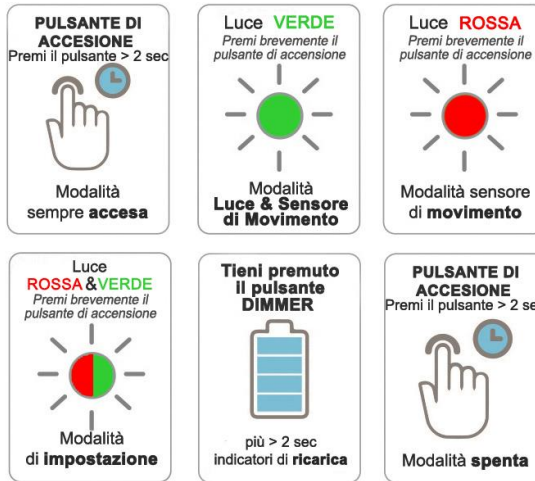 PULSANTE DI
ACCESIONE
Premi il pulsante > 2 sec
Modalità
sempre accesa
Luce VERDE
Premi brevemente il
pulsante di accensione
Modalità
Luce & Sensore
di Movimento
Luce ROSSA
Premi brevemente il
pulsante di accensione
Modalità sensore
di movimento
Luce
ROSSA&VERDE
Premi brevemente il
pulsante di accensione
Modalità
di impostazione
Tieni premuto
il pulsante
DIMMER
più > 2 sec
indicatori di ricarica
PULSANTE DI
ACCESIONE
Premi il pulsante > 2 se
Modalità spenta